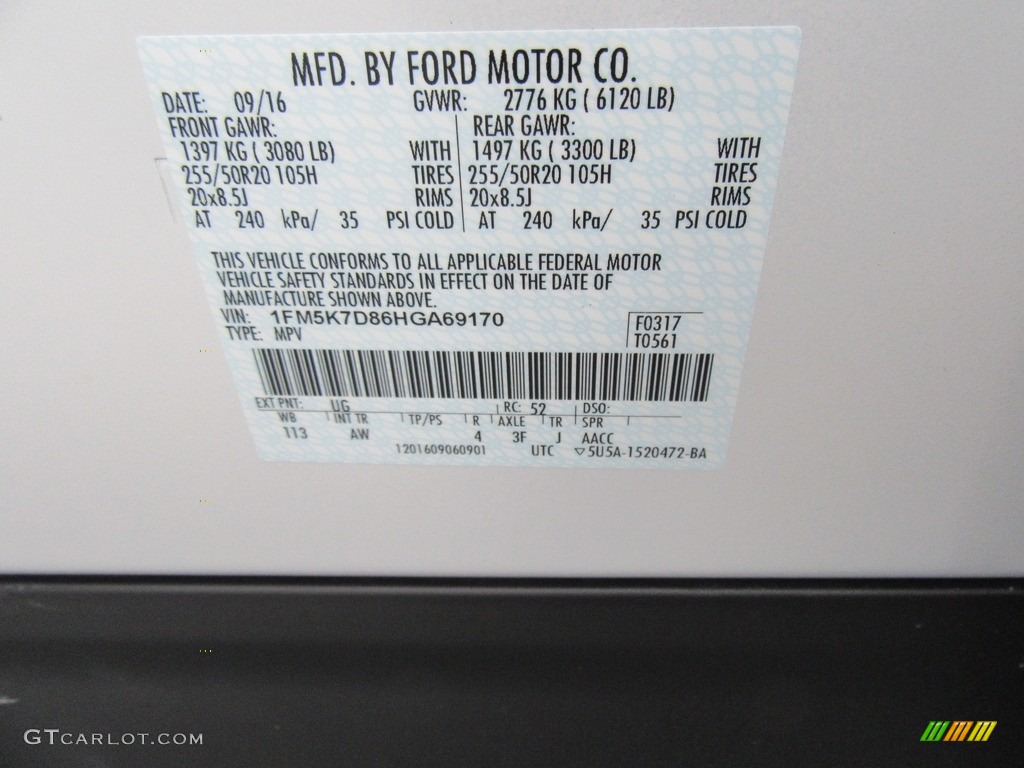 MFD. BY FORD MOTOR CO.
DATE: 09/16 GVWR: 2776 KG ( 6120 LB)
FRONT GAWR: REAR GAWR:
1397 KG ( 3080 LB) WITH 1497 KG ( 3300 LB) WITH
255/50R20 105H TIRES 255/50R20 105H TIRES
20x8.5J RIMS 20x8.5J RIMS
AT 240 kPa/ 35 PSI COLD AT 240 kPa/ 35 PSI COLD
THIS VEHICLE CONFORMS TO ALL APPLICABLE FEDERAL MOTOR
VEHICLE SAFETY STANDARDS IN EFFECT ON THE DATE OF
MANUFACTURE SHOWN ABOVE.
VIN: 1FM5K7D86HGA69170 F0317
TYPE: MPV T0561
EXT PNT: UG RC: 52 DSO:
WB INT TR TP/PS R AXLE TR SPR
113 AW 4 3F J AACC
1201609060901 UTC ▽5U5A-1520472-BA
GTCARLOT.COM